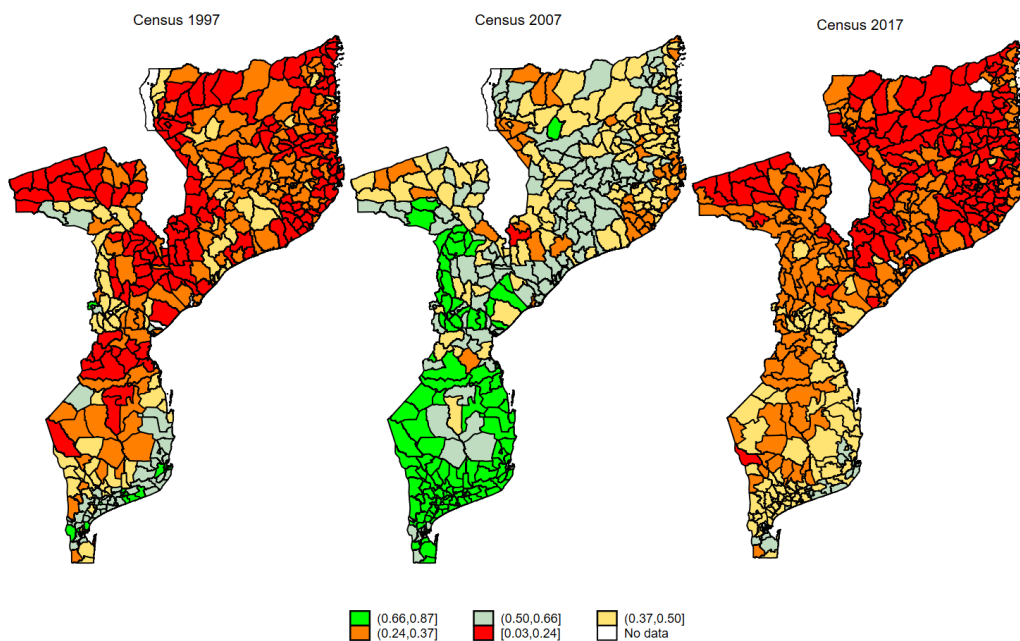 Census 1997
Census 2007
Census 2017
(0.66,0.87] (0.50,0.66] (0.37,0.50]
(0.24,0.37] [0.03,0.24] No data